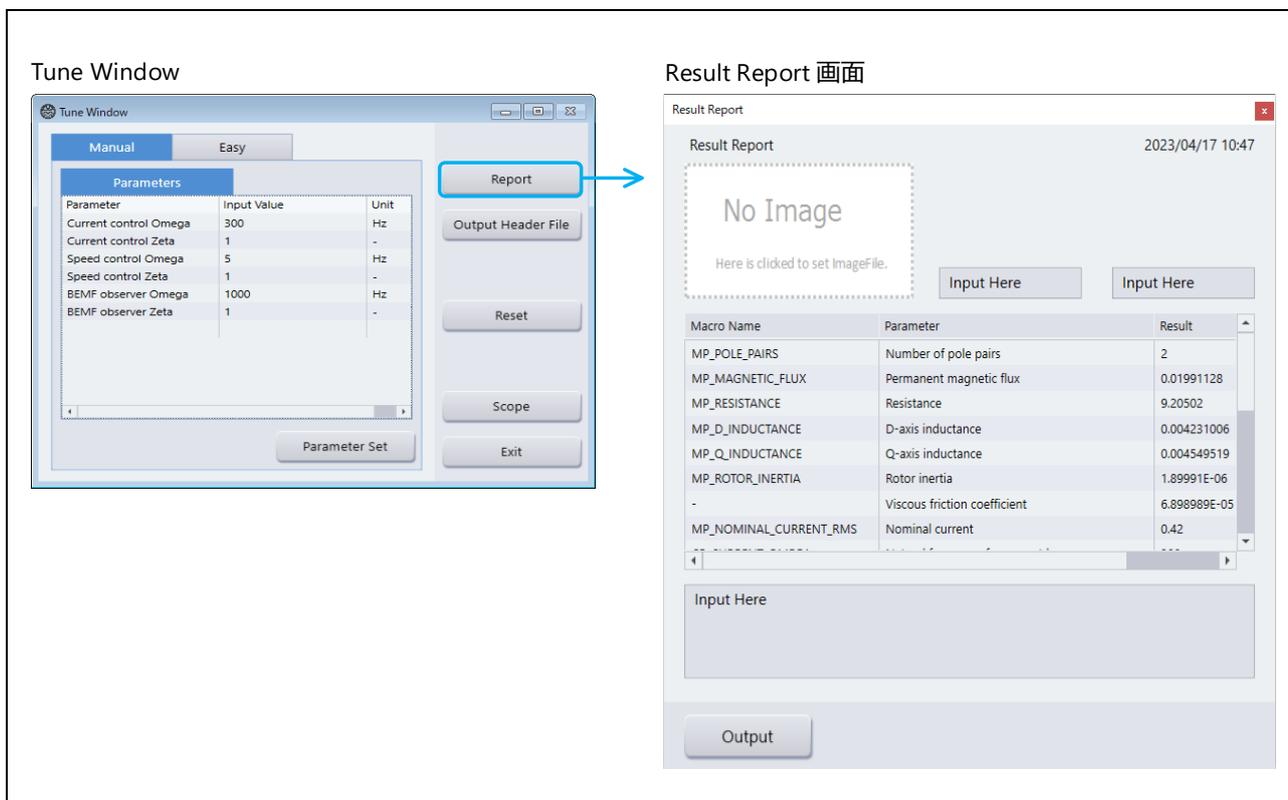 Tune Window
Tune Window
Manual Easy
Parameters
Parameter Input Value Unit
Current control Omega 300 Hz
Current control Zeta 1 -
Speed control Omega 5 Hz
Speed control Zeta 1 -
BEMF observer Omega 1000 Hz
BEMF observer Zeta 1 -
Parameter Set
Report
Output Header File
Reset
Scope
Exit
Result Report 画面
Result Report
Result Report 2023/04/17 10:47
No Image
Here is clicked to set ImageFile.
Input Here Input Here
Macro Name Parameter Result
MP_POLE_PAIRS Number of pole pairs 2
MP_MAGNETIC_FLUX Permanent magnetic flux 0.01991128
MP_RESISTANCE Resistance 9.20502
MP_D_INDUCTANCE D-axis inductance 0.004231006
MP_Q_INDUCTANCE Q-axis inductance 0.004549519
MP_ROTOR_INERTIA Rotor inertia 1.89991E-06
- Viscous friction coefficient 6.898989E-05
MP_NOMINAL_CURRENT_RMS Nominal current 0.42
Input Here
Output